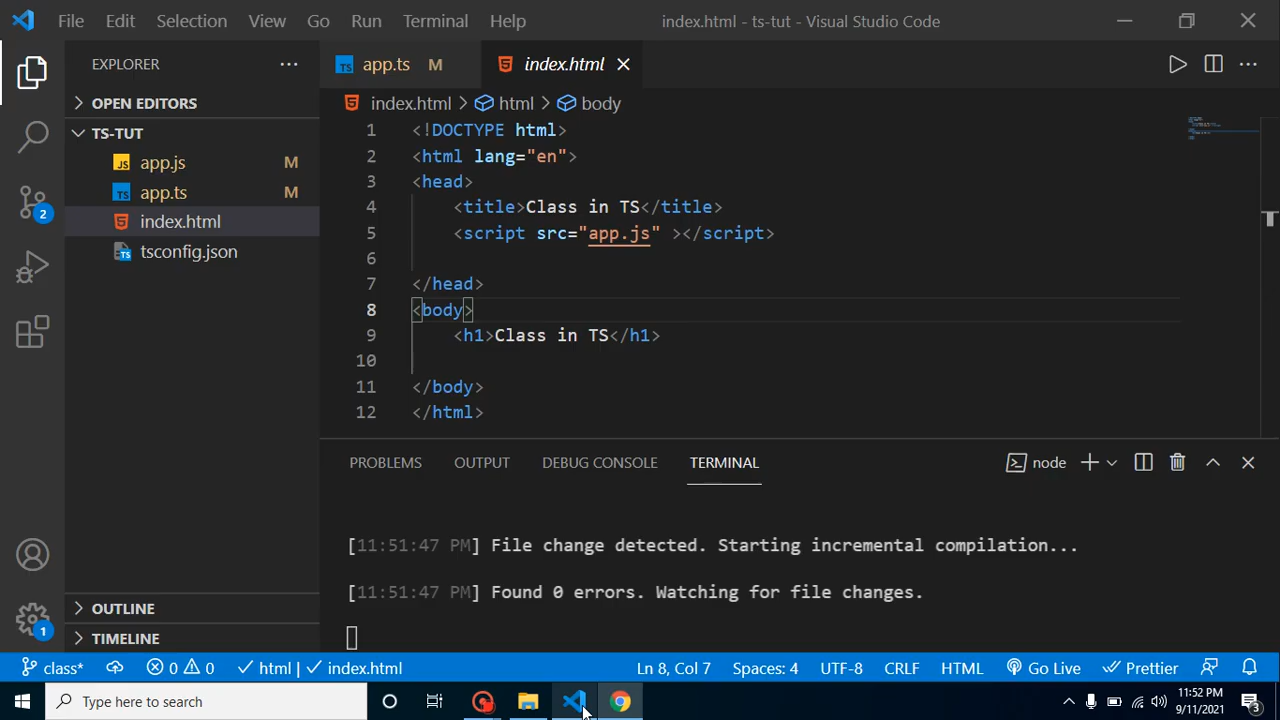 File Edit Selection View Go Run Terminal Help index.html - ts-tut - Visual Studio Code
EXPLORER
OPEN EDITORS
TS-TUT
JS app.js M
TS app.ts M
index.html
tsconfig.json
OUTLINE
TIMELINE
TS app.ts M index.html
index.html > html > body
1 <!DOCTYPE html>
2 <html lang="en">
3 <head>
4 <title>Class in TS</title>
5 <script src="app.js" ></script>
6
7 </head>
8 <body>
9 <h1>Class in TS</h1>
10
11 </body>
12 </html>
PROBLEMS OUTPUT DEBUG CONSOLE TERMINAL node
[11:51:47 PM] File change detected. Starting incremental compilation...
[11:51:47 PM] Found 0 errors. Watching for file changes.
2
1
class* 0 0 html | index.html Ln 8, Col 7 Spaces: 4 UTF-8 CRLF HTML Go Live Prettier
Type here to search
11:52 PM
9/11/2021
3